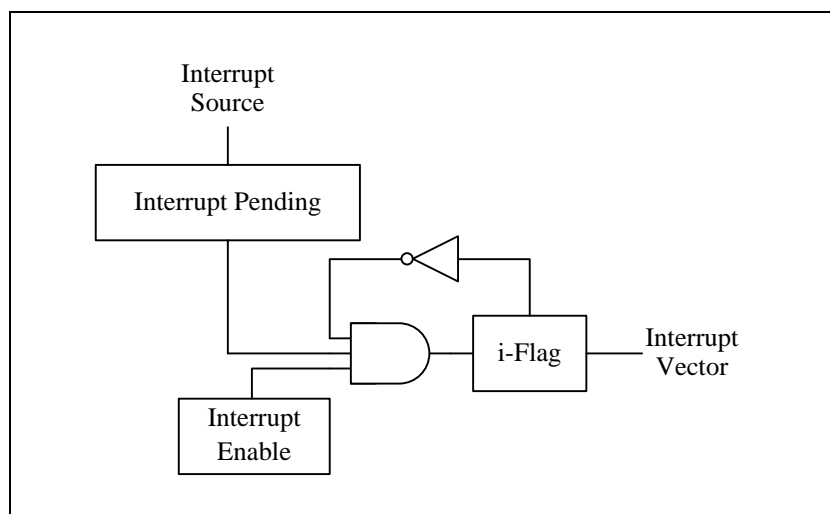 Interrupt
Source
Interrupt Pending
i-Flag
Interrupt
Vector
Interrupt
Enable